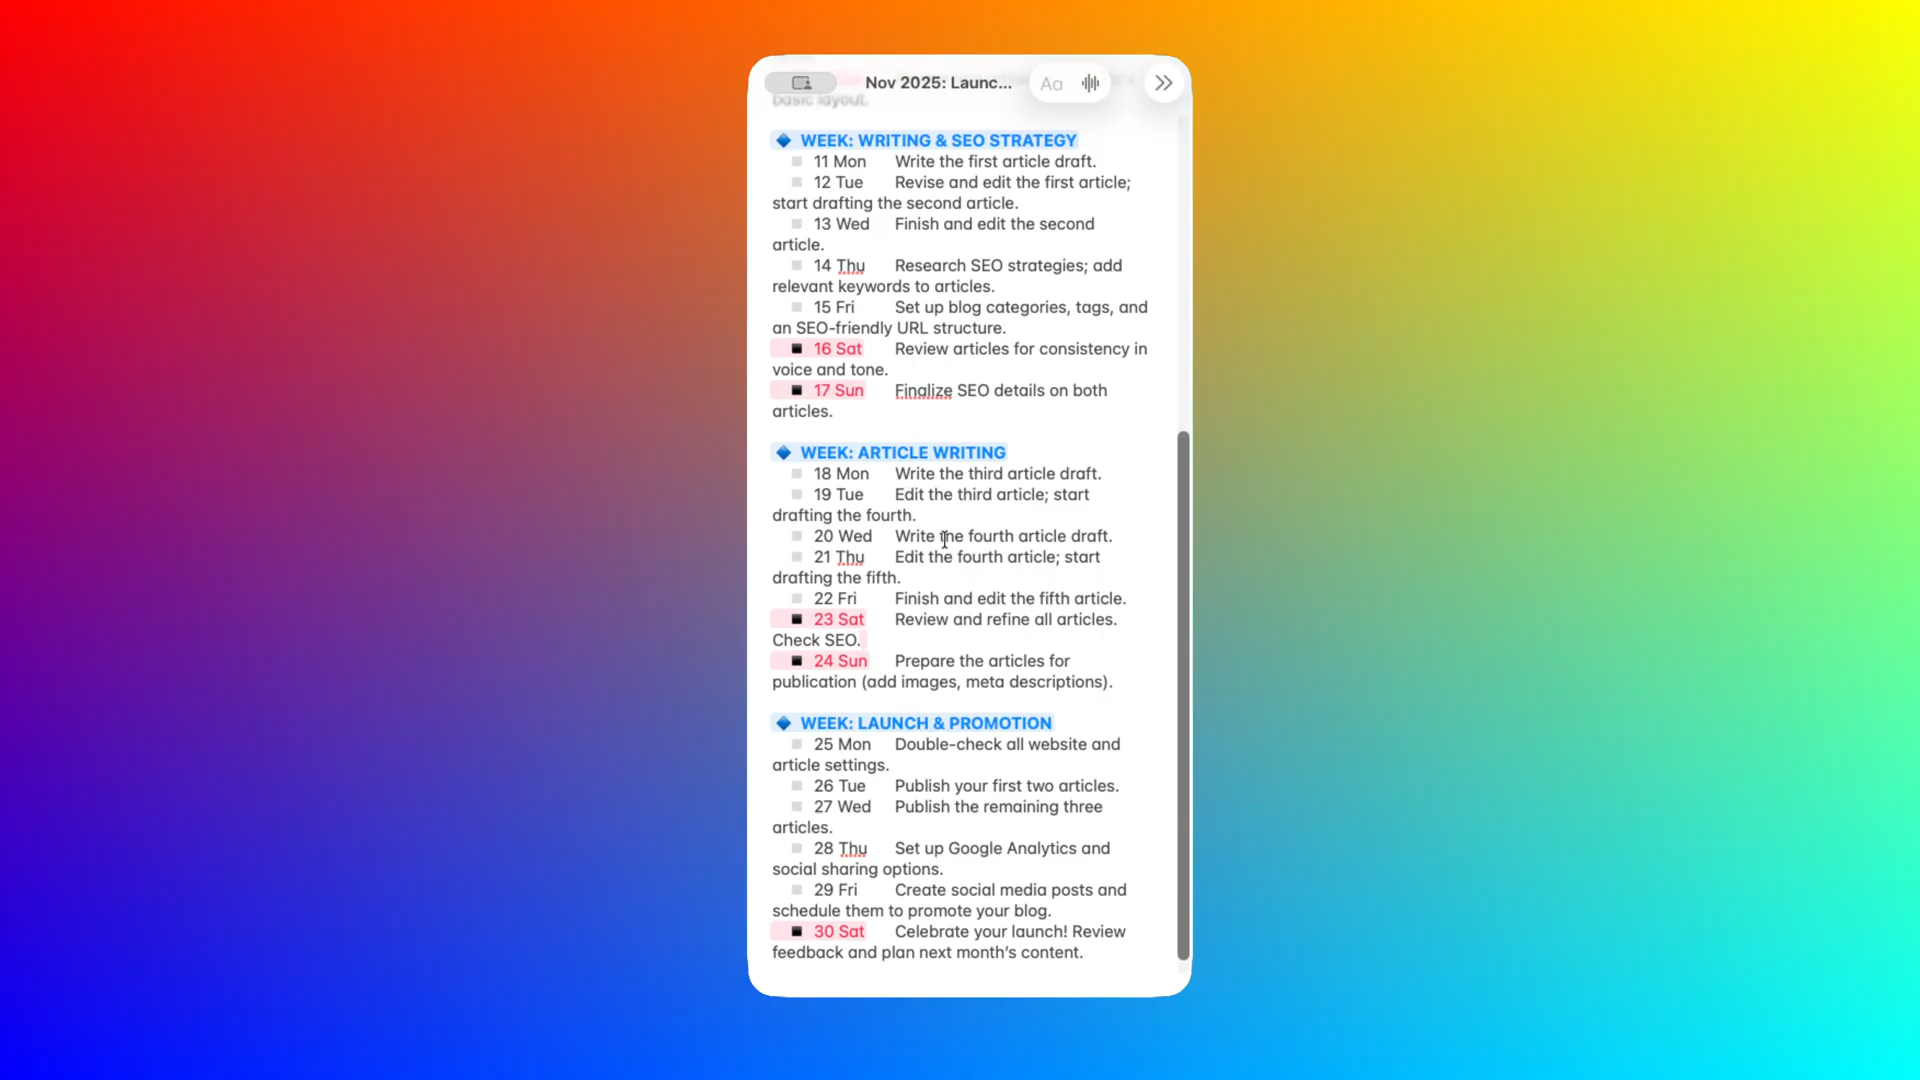 Nov 2025: Launc...
Aa
basic layout.
WEEK: WRITING & SEO STRATEGY
11 Mon Write the first article draft.
12 Tue Revise and edit the first article;
start drafting the second article.
13 Wed Finish and edit the second
article.
14 Thu Research SEO strategies; add
relevant keywords to articles.
15 Fri Set up blog categories, tags, and
an SEO-friendly URL structure.
16 Sat Review articles for consistency in
voice and tone.
17 Sun Finalize SEO details on both
articles.
WEEK: ARTICLE WRITING
18 Mon Write the third article draft.
19 Tue Edit the third article; start
drafting the fourth.
20 Wed Write the fourth article draft.
21 Thu Edit the fourth article; start
drafting the fifth.
22 Fri Finish and edit the fifth article.
23 Sat Review and refine all articles.
Check SEO.
24 Sun Prepare the articles for
publication (add images, meta descriptions).
WEEK: LAUNCH & PROMOTION
25 Mon Double-check all website and
article settings.
26 Tue Publish your first two articles.
27 Wed Publish the remaining three
articles.
28 Thu Set up Google Analytics and
social sharing options.
29 Fri Create social media posts and
schedule them to promote your blog.
30 Sat Celebrate your launch! Review
feedback and plan next month's content.